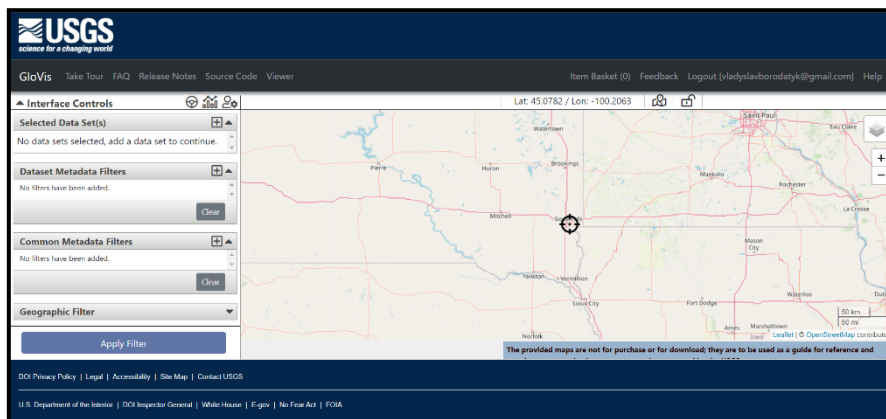 USGS
science for a changing world
GloVis Take Tour FAQ Release Notes Source Code Viewer Item Basket (0) Feedback Logout [vladyslavborodatyk@gmail.com] Help
Interface Controls
Lat: 45.0782 / Lon: -100.2063
Selected Data Set(s)
No data sets selected, add a data set to continue.
Dataset Metadata Filters
No filters have been added.
Clear
Common Metadata Filters
No filters have been added.
Clear
Geographic Filter
Apply Filter
Saint Paul
Eau Claire
Watertown
Pierre
Huron
Brookings
Mankato
Rochester
La Crosse
Mitchell
Mason
City
Yankton
Vermillion
Sioux City
Fort Dodge
Waterloo
Norfolk
Ames
Marshalltown
Iowa
+
−
50 km
50 mi
Leaflet | © OpenStreetMap contributo
The provided maps are not for purchase or for download; they are to be used as a guide for reference and
DOI Privacy Policy | Legal | Accessibility | Site Map | Contact USGS
U.S. Department of the Interior | DOI Inspector General | White House | E-gov | No Fear Act | FOIA